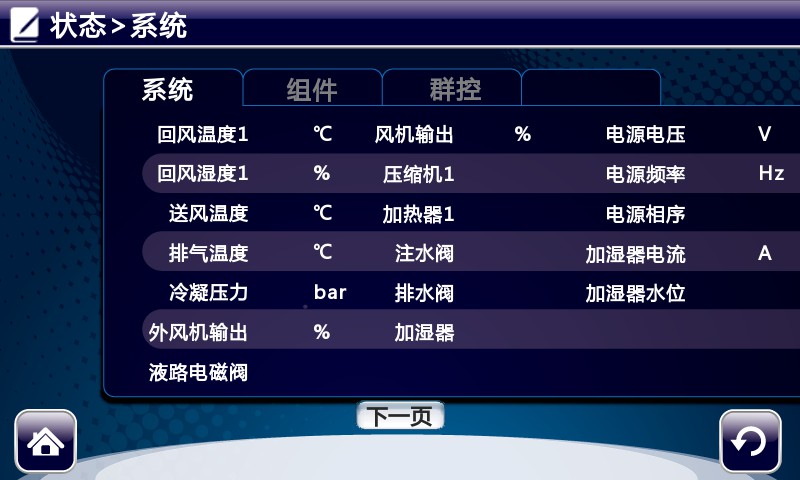 状态>系统
系统 组件 群控
回风温度1 ℃ 风机输出 % 电源电压 V
回风湿度1 % 压缩机1 电源频率 Hz
送风温度 ℃ 加热器1 电源相序
排气温度 ℃ 注水阀 加湿器电流 A
冷凝压力 bar 排水阀 加湿器水位
外风机输出 % 加湿器
液路电磁阀
下一页